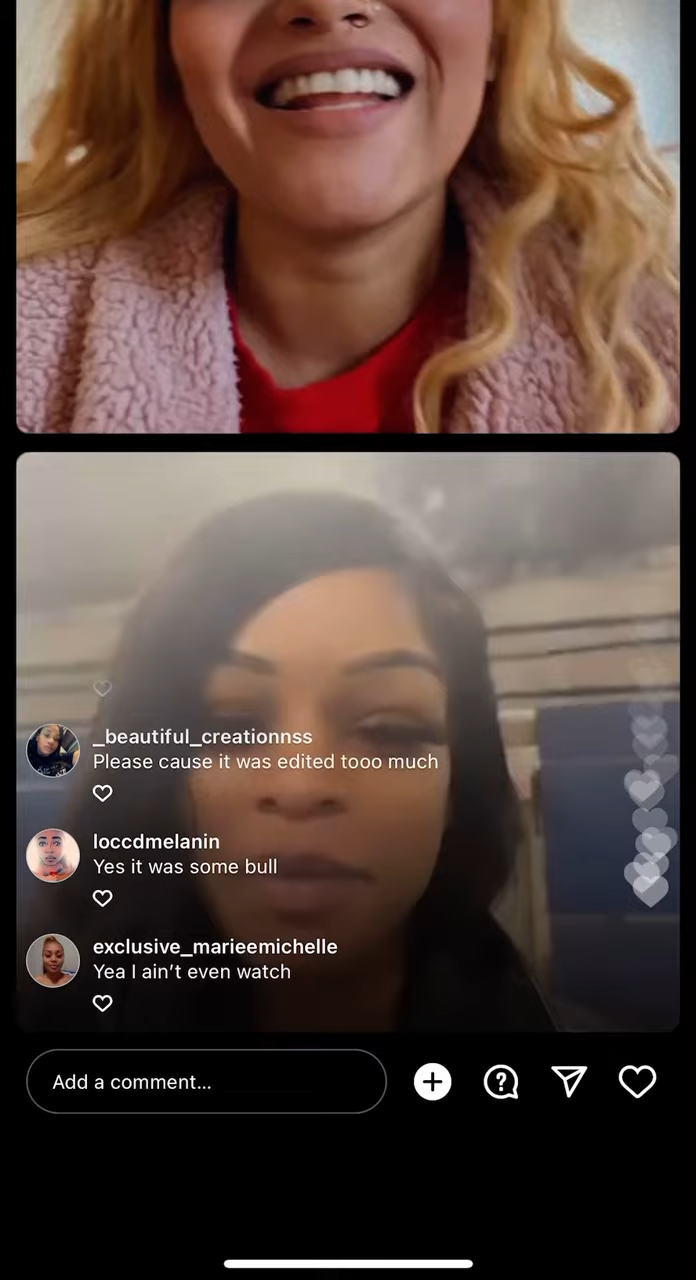 _beautiful_creationnss
Please cause it was edited tooo much
loccdmelanin
Yes it was some bull
exclusive_marieemichelle
Yea I ain’t even watch
Add a comment...